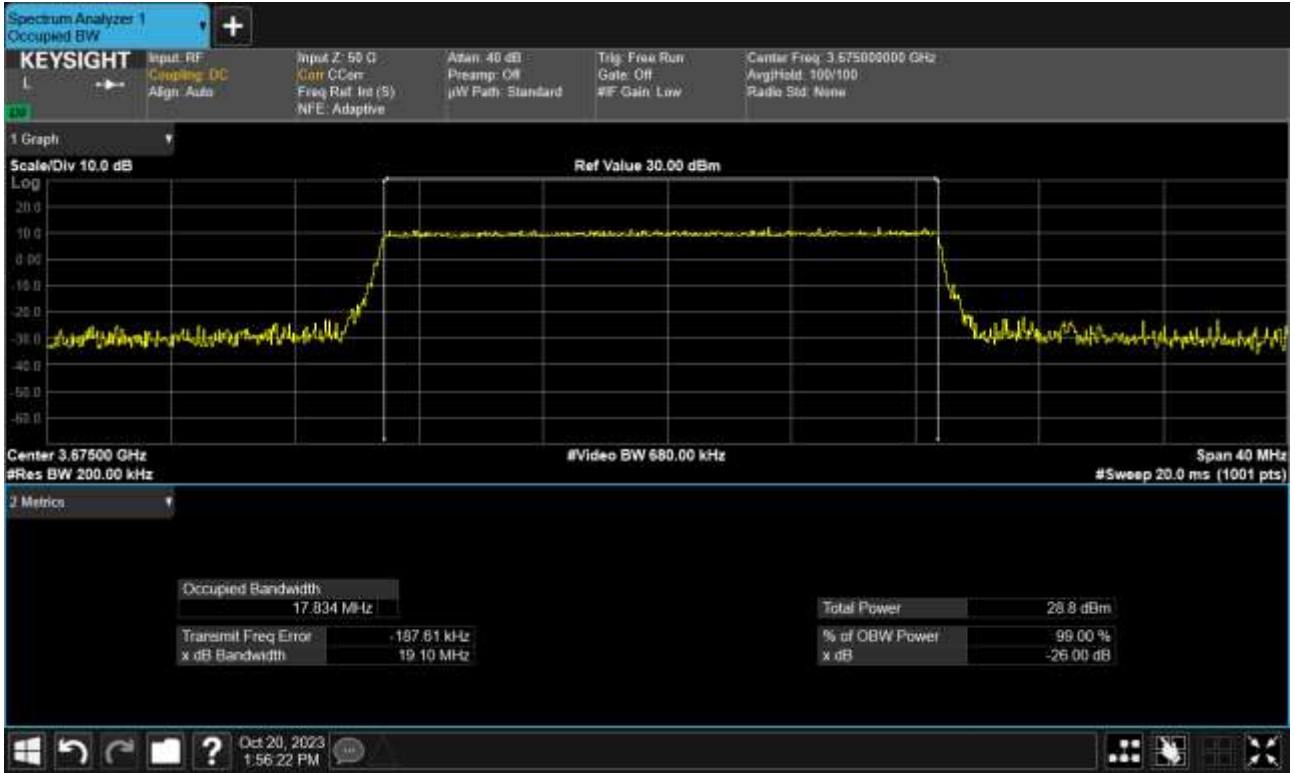 Spectrum Analyzer 1
Occupied BW
KEYSIGHT
L
Input: RF
Coupling: DC
Align: Auto
Input Z: 50 Ω
Corr CCorr
Freq Ref: Int (S)
NFE: Adaptive
Atten: 40 dB
Preamp: Off
µW Path: Standard
Trig: Free Run
Gate: Off
#IF Gain: Low
Center Freq: 3.675000000 GHz
Avg|Hold: 100/100
Radio Std: None
1 Graph
Scale/Div 10.0 dB
Ref Value 30.00 dBm
Log
20.0
10.0
0.00
-10.0
-20.0
-30.0
-40.0
-50.0
-60.0
Center 3.67500 GHz
#Video BW 680.00 kHz
Span 40 MHz
#Res BW 200.00 kHz
#Sweep 20.0 ms (1001 pts)
2 Metrics
Occupied Bandwidth
17.834 MHz
Total Power 28.8 dBm
Transmit Freq Error -187.61 kHz
% of OBW Power 99.00 %
x dB Bandwidth 19.10 MHz
x dB -26.00 dB
Oct 20, 2023
1:56:22 PM